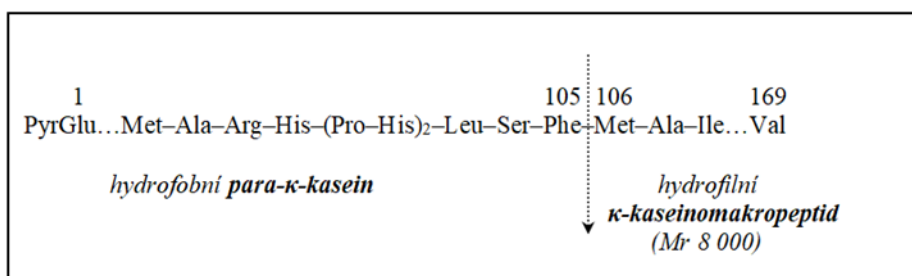 1 105 106 169
PyrGlu…Met–Ala–Arg–His–(Pro–His)₂–Leu–Ser–Phe–Met–Ala–Ile…Val
hydrofobní para-κ-kasein hydrofilní
κ-kaseinomakropeptid
(Mr 8 000)